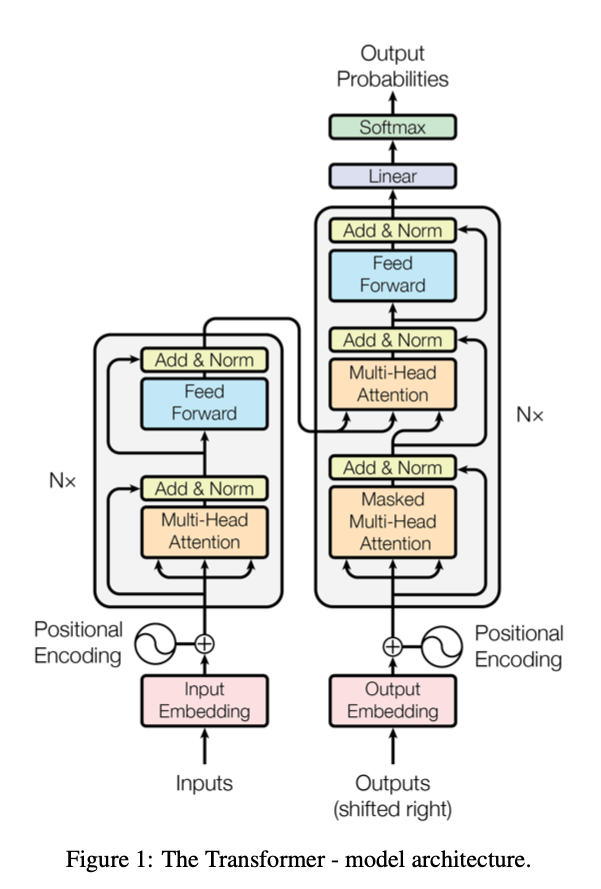 Output
Probabilities
Softmax
Linear
Add & Norm
Feed
Forward
Add & Norm
Multi-Head
Attention
Add & Norm
Masked
Multi-Head
Attention
N×
Add & Norm
Feed
Forward
Add & Norm
Multi-Head
Attention
N×
Positional
Encoding
Positional
Encoding
Input
Embedding
Output
Embedding
Inputs
Outputs
(shifted right)
Figure 1: The Transformer - model architecture.